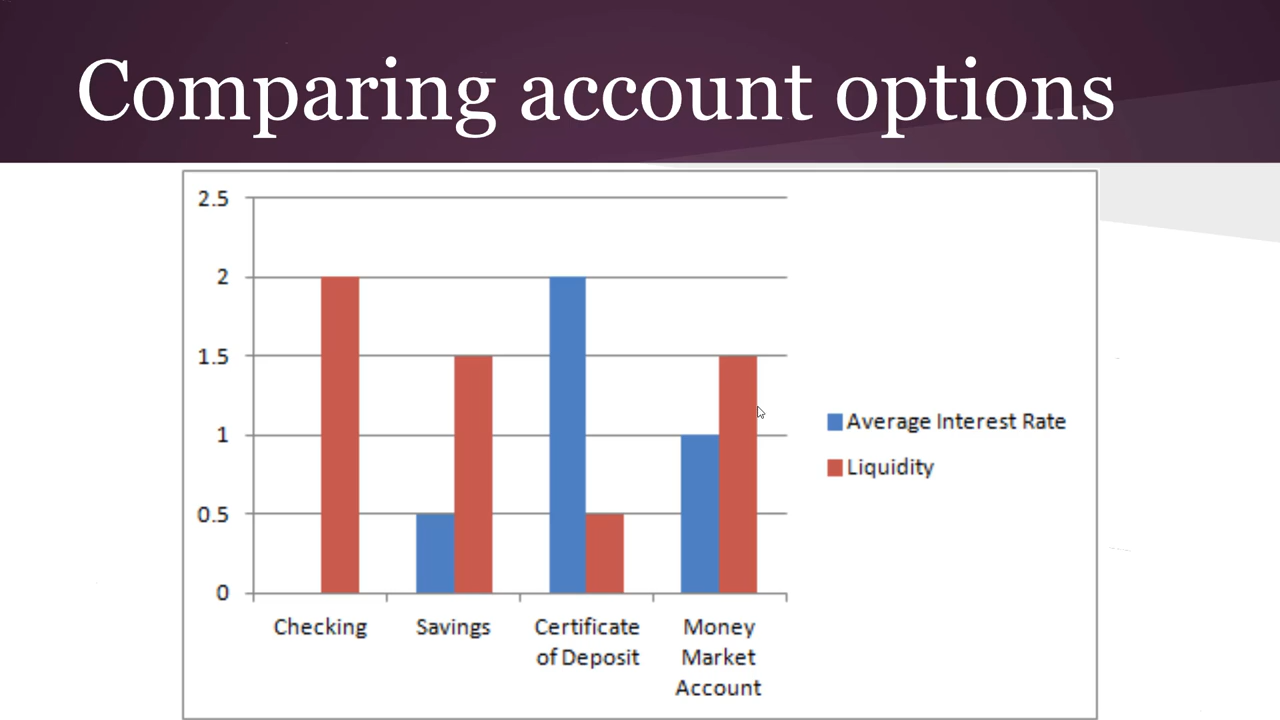 Comparing account options
2.5
2
1.5
1
0.5
0
Checking
Savings
Certificate
of Deposit
Money
Market
Account
Average Interest Rate
Liquidity